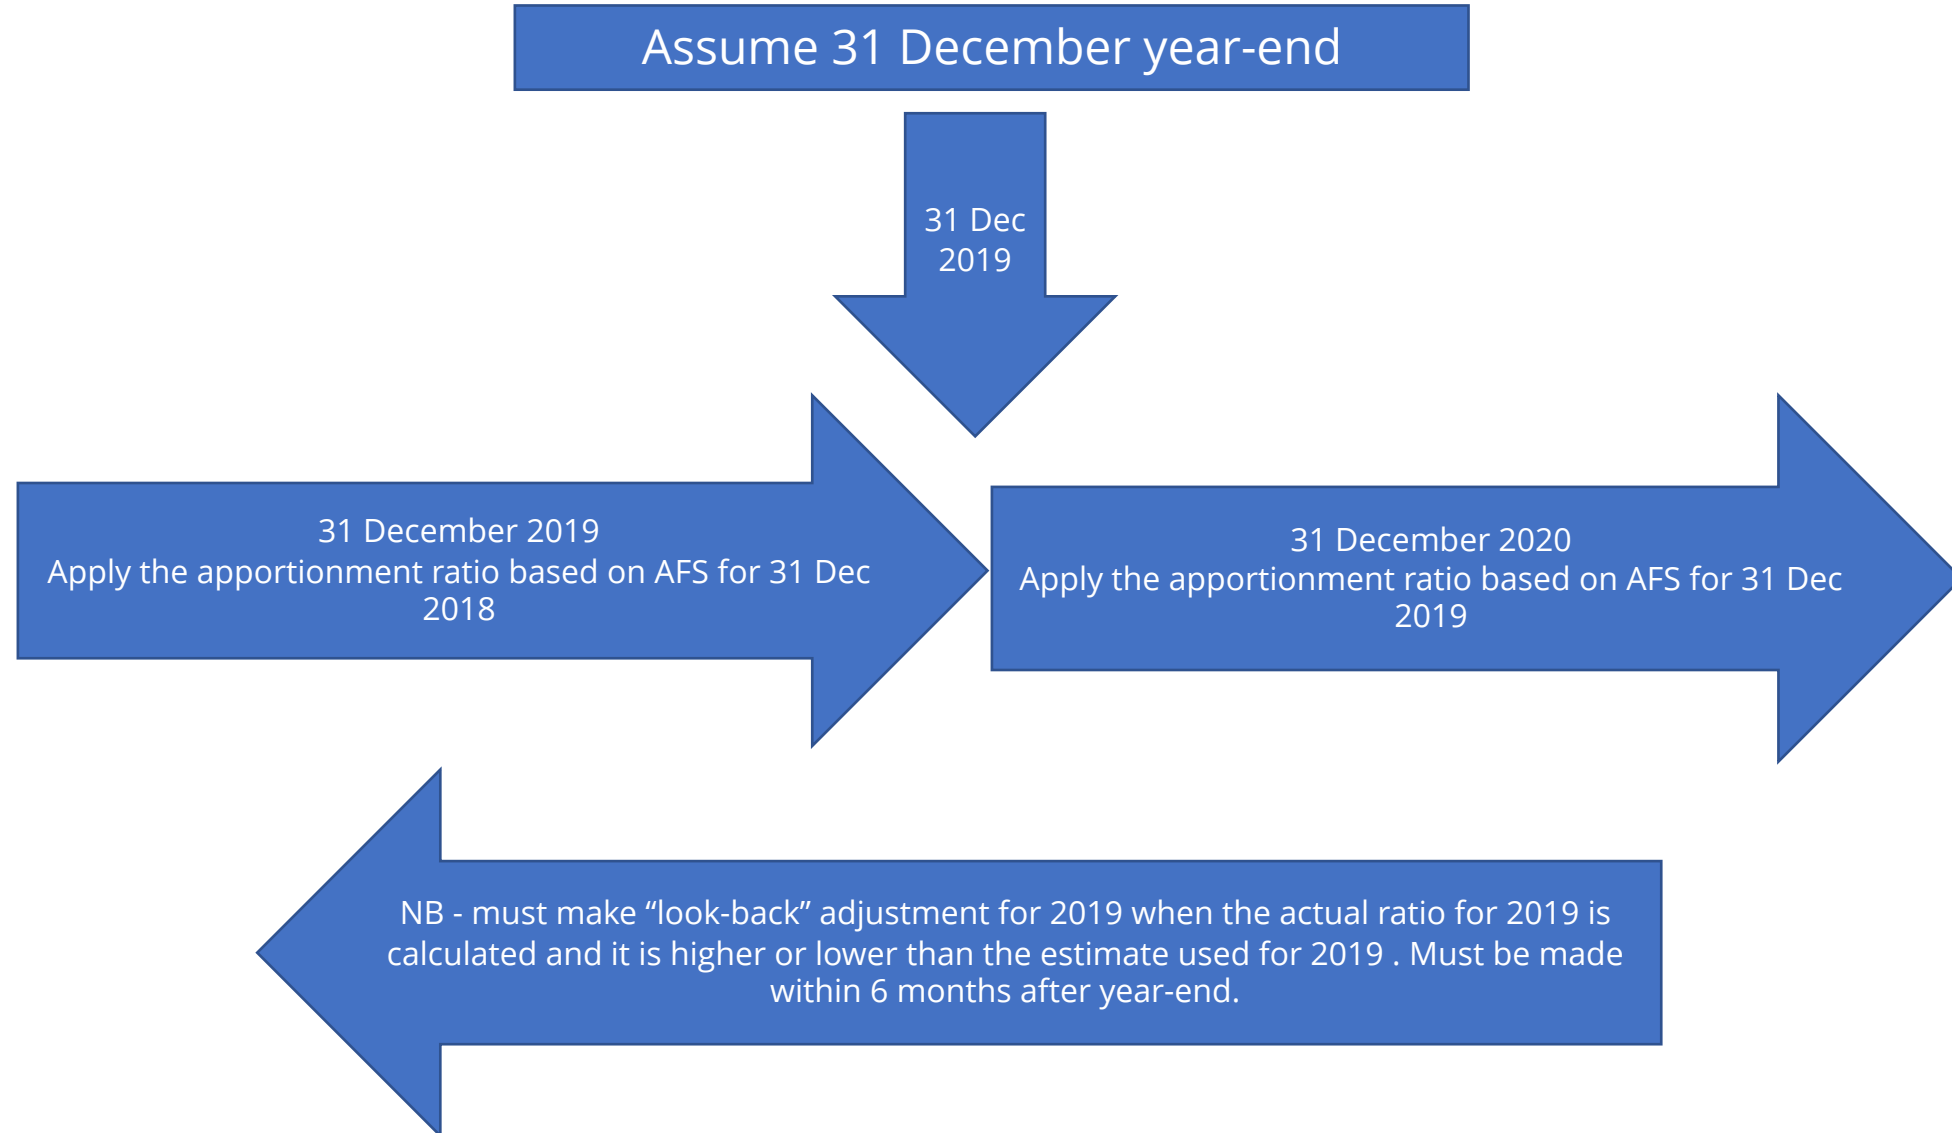 Assume 31 December year-end
31 Dec
2019
31 December 2019
Apply the apportionment ratio based on AFS for 31 Dec
2018
31 December 2020
Apply the apportionment ratio based on AFS for 31 Dec
2019
NB - must make “look-back” adjustment for 2019 when the actual ratio for 2019 is
calculated and it is higher or lower than the estimate used for 2019 . Must be made
within 6 months after year-end.